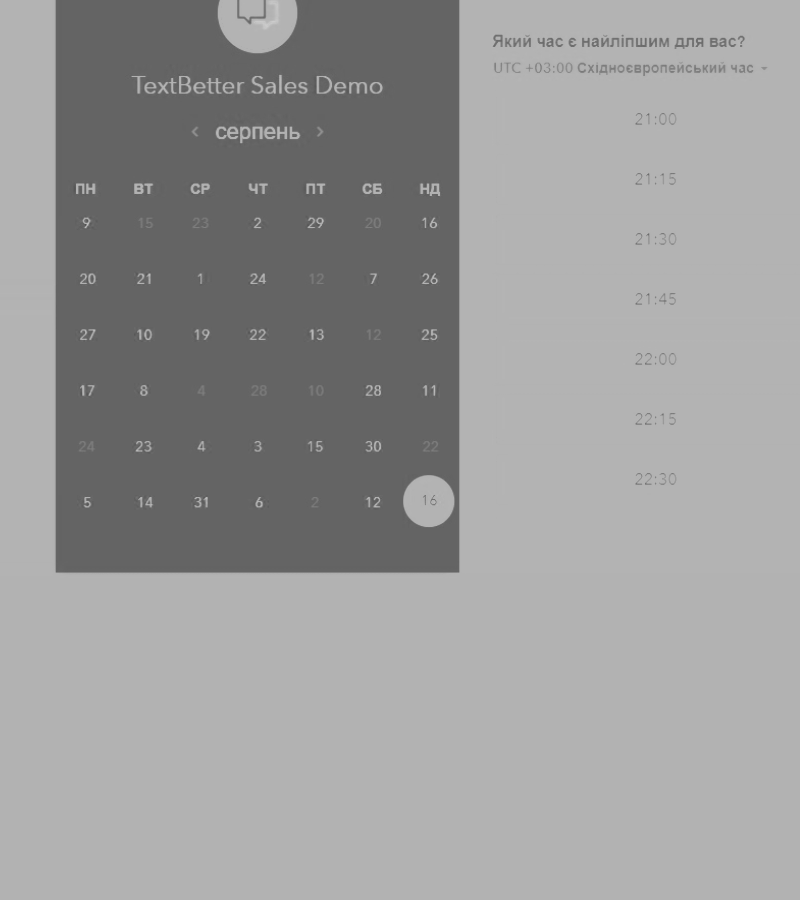 TextBetter Sales Demo
‹ серпень ›
ПН ВТ СР ЧТ ПТ СБ НД
9 15 23 2 29 20 16
20 21 1 24 12 7 26
27 10 19 22 13 12 25
17 8 4 28 10 28 11
24 23 4 3 15 30 22
5 14 31 6 2 12 16
Який час є найліпшим для вас?
UTC +03:00 Східноєвропейський час
21:00
21:15
21:30
21:45
22:00
22:15
22:30